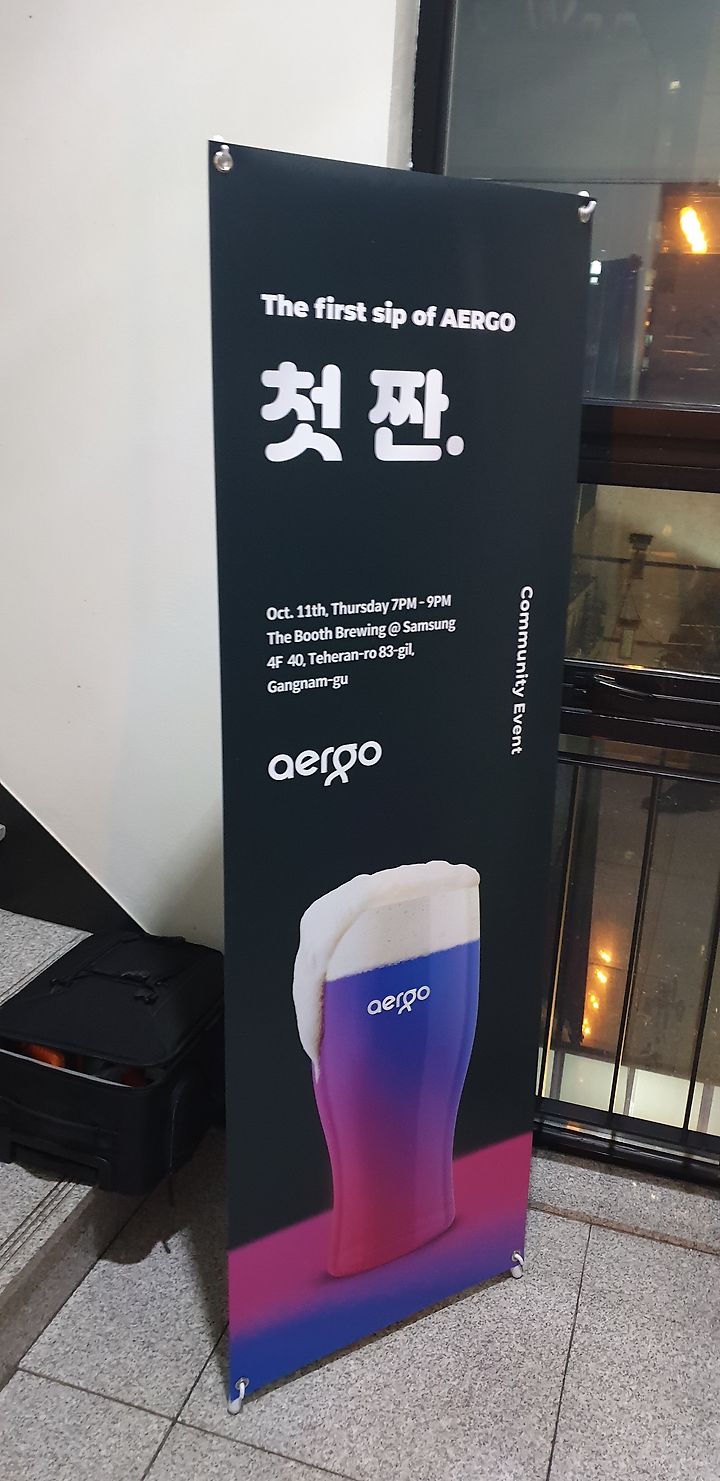 The first sip of AERGO
첫 짠.
Oct. 11th, Thursday 7PM - 9PM
The Booth Brewing @ Samsung
4F 40, Teheran-ro 83-gil,
Gangnam-gu
Community Event
aergo
aergo